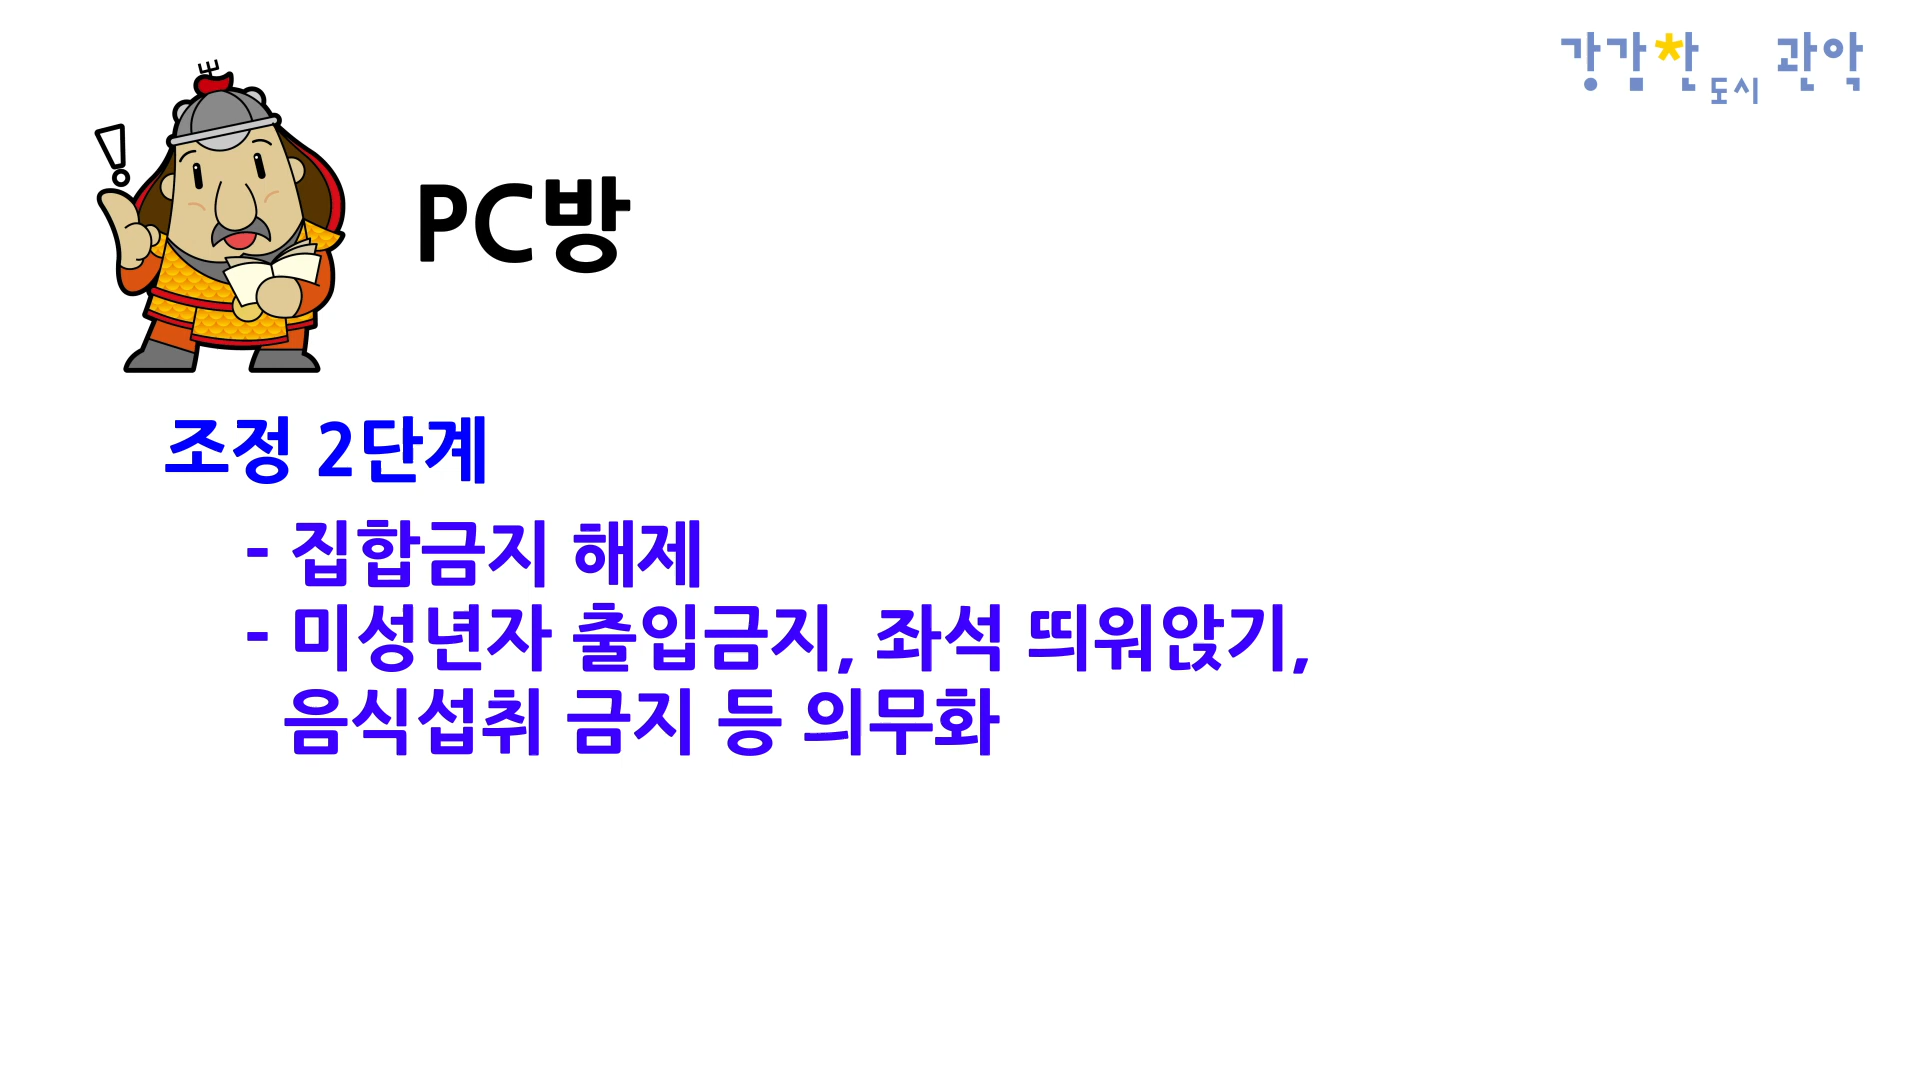 강감찬 도시 관악
PC방
조정 2단계
- 집합금지 해제
- 미성년자 출입금지, 좌석 띄워앉기,
음식섭취 금지 등 의무화